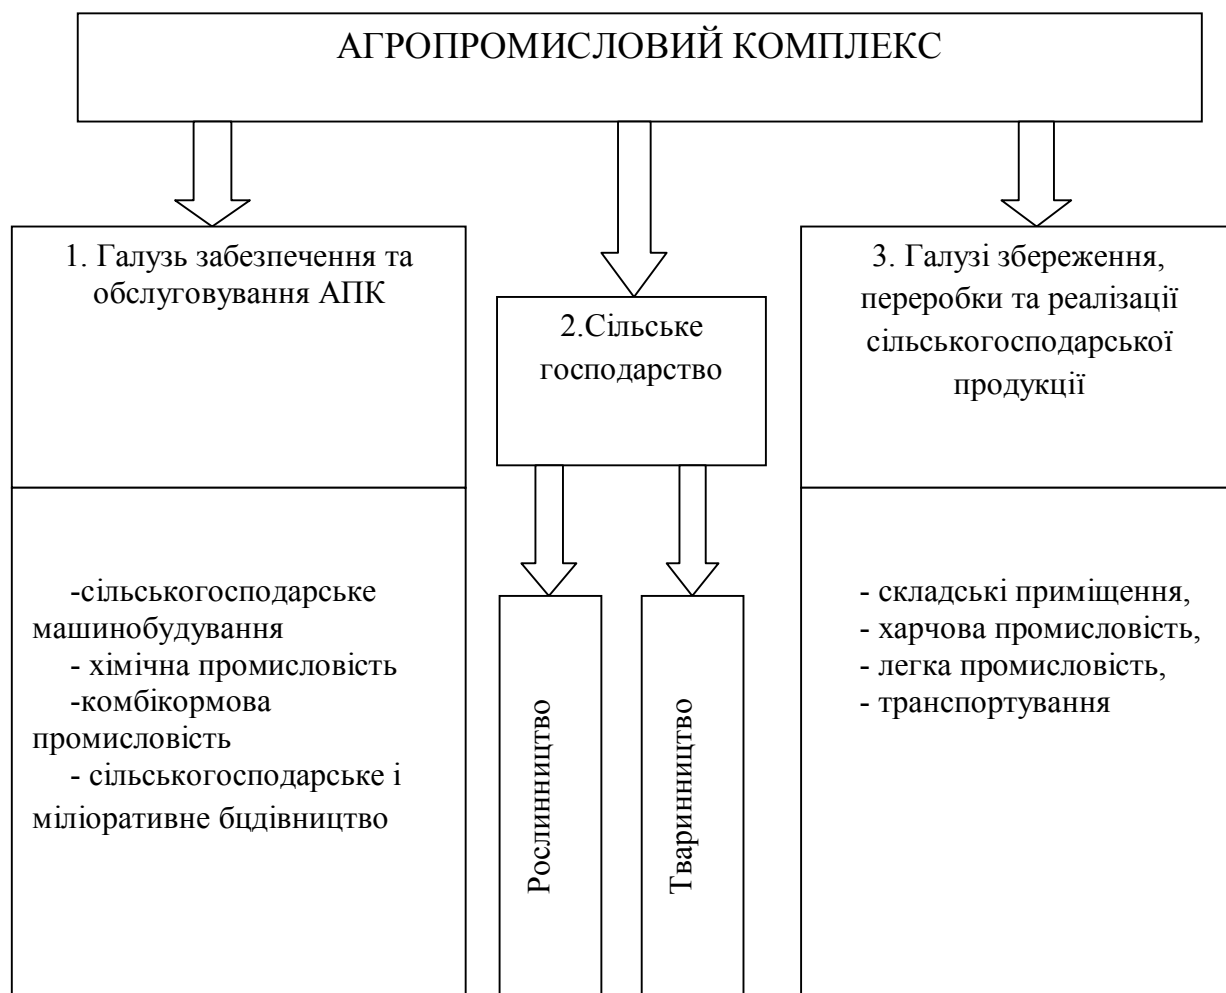 АГРОПРОМИСЛОВИЙ КОМПЛЕКС
1. Галузь забезпечення та
обслуговування АПК
2.Сільське
господарство
3. Галузі збереження,
переробки та реалізації
сільськогосподарської
продукції
-сільськогосподарське
машинобудування
- хімічна промисловість
-комбікормова
промисловість
- сільськогосподарське і
міліоративне бцдівництво
Рослинництво
Тваринництво
- складські приміщення,
- харчова промисловість,
- легка промисловість,
- транспортування